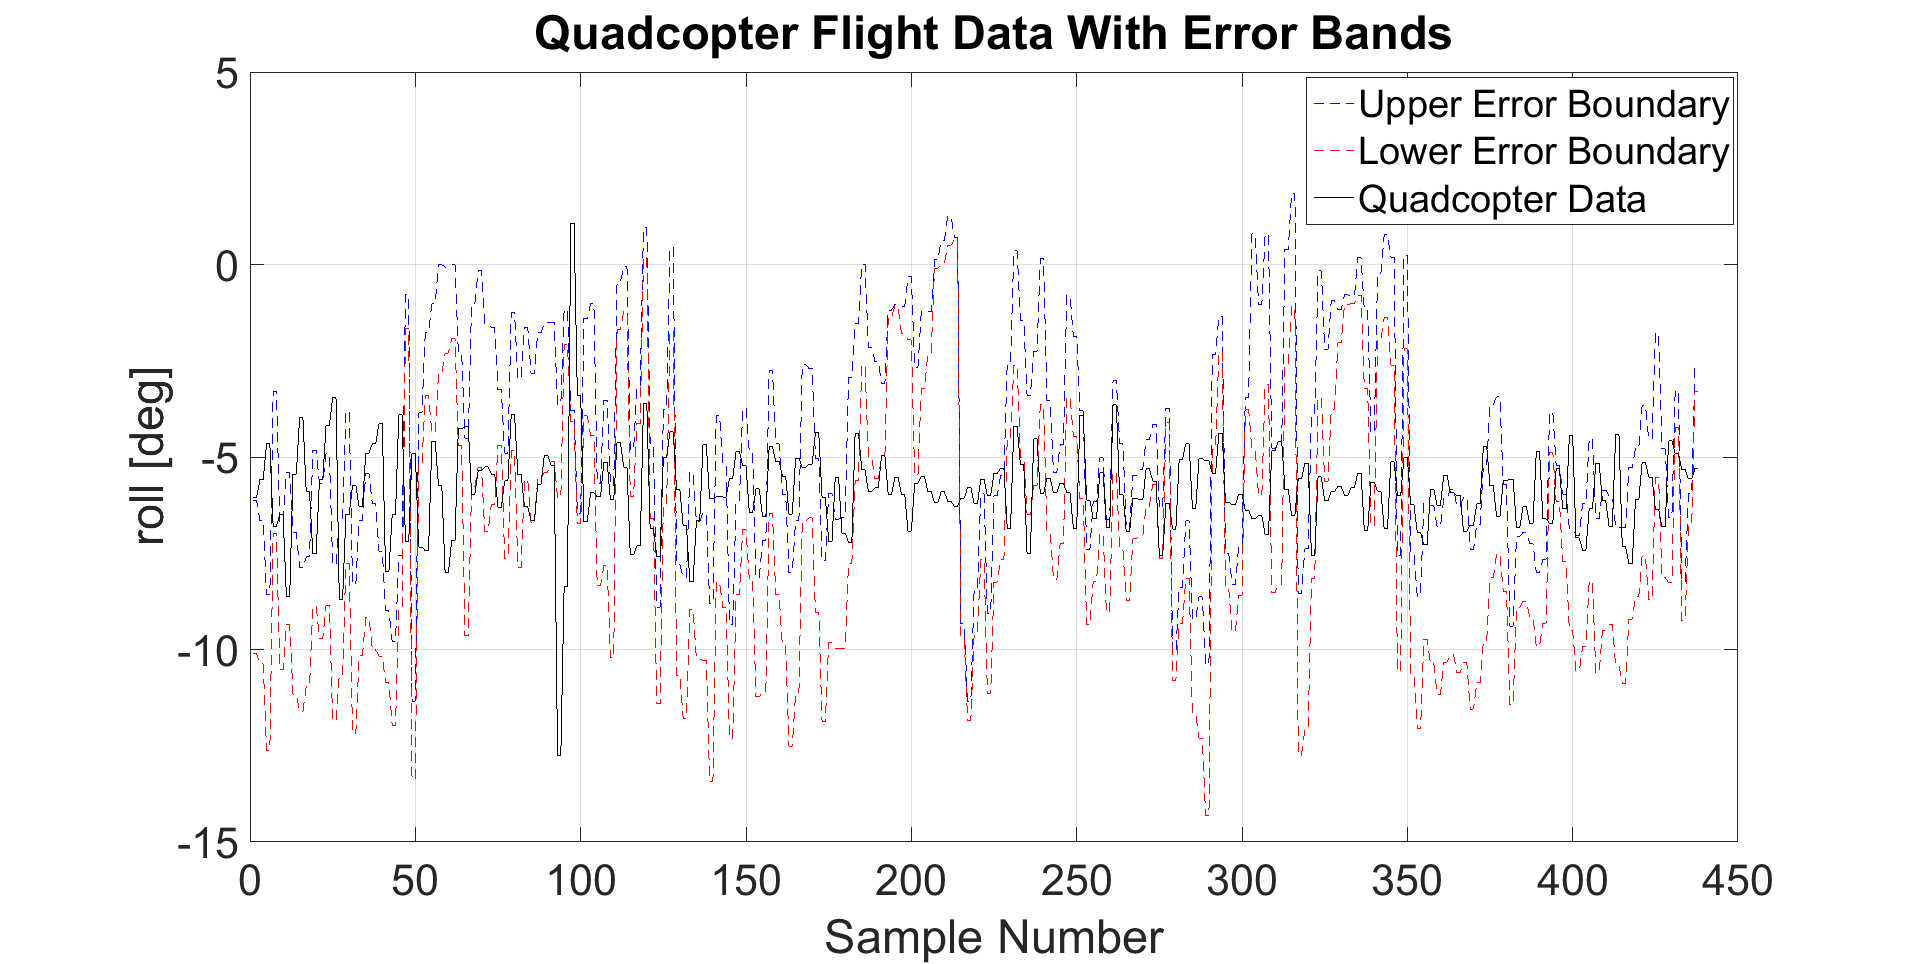 Quadcopter Flight Data With Error Bands
5
0
-5
-10
-15
roll [deg]
Upper Error Boundary
Lower Error Boundary
Quadcopter Data
0 50 100 150 200 250 300 350 400 450
Sample Number